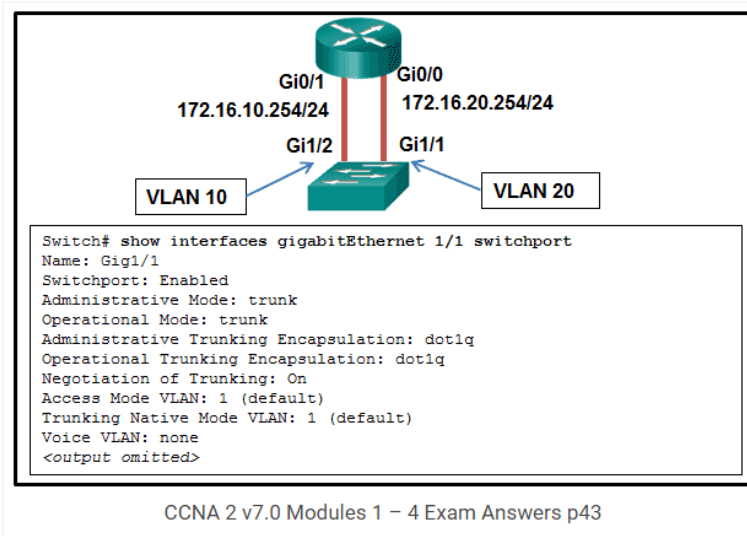 Gi0/1
Gi0/0
172.16.10.254/24
172.16.20.254/24
Gi1/2
Gi1/1
VLAN 10
VLAN 20
Switch# show interfaces gigabitEthernet 1/1 switchport
Name: Gig1/1
Switchport: Enabled
Administrative Mode: trunk
Operational Mode: trunk
Administrative Trunking Encapsulation: dot1q
Operational Trunking Encapsulation: dot1q
Negotiation of Trunking: On
Access Mode VLAN: 1 (default)
Trunking Native Mode VLAN: 1 (default)
Voice VLAN: none
<output omitted>
CCNA 2 v7.0 Modules 1 – 4 Exam Answers p43